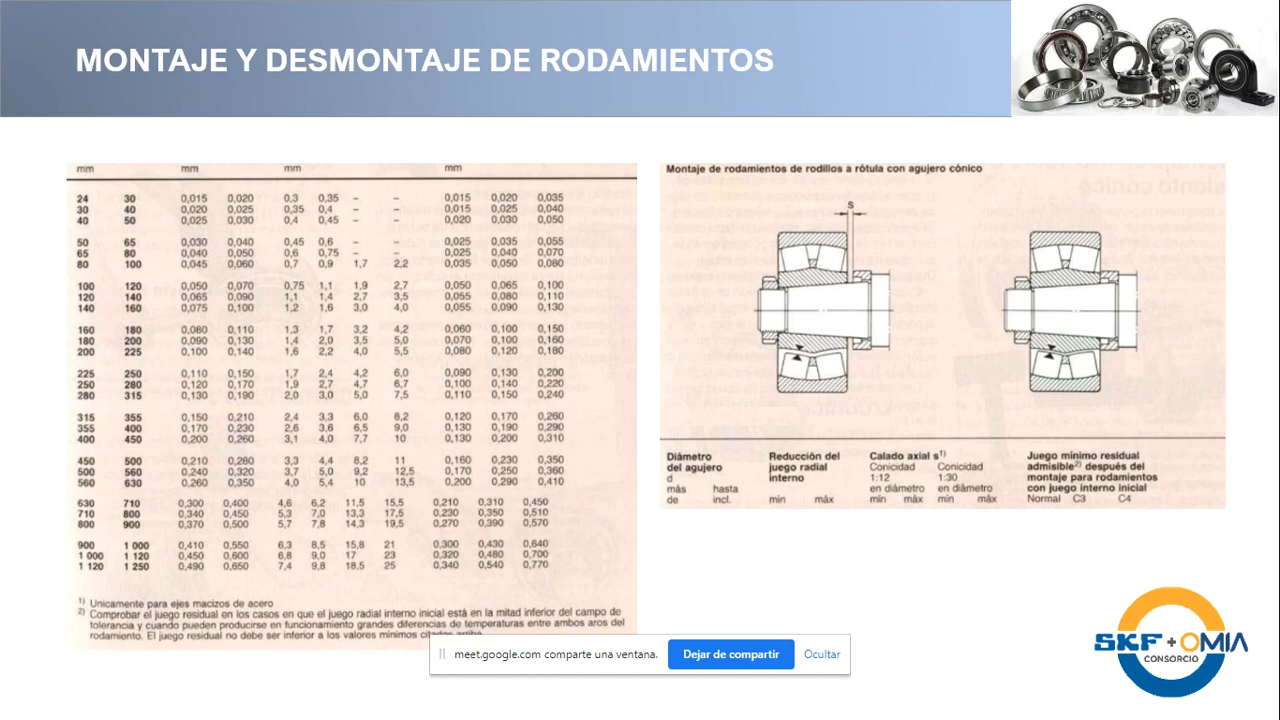 MONTAJE Y DESMONTAJE DE RODAMIENTOS
mm mm mm mm
24 30 0,015 0,020 0,3 0,35 – – 0,015 0,020 0,035
30 40 0,020 0,025 0,35 0,4 – – 0,015 0,025 0,040
40 50 0,025 0,030 0,4 0,45 – – 0,020 0,030 0,050
50 65 0,030 0,040 0,45 0,6 – – 0,025 0,035 0,055
65 80 0,040 0,050 0,6 0,75 – – 0,025 0,040 0,070
80 100 0,045 0,060 0,7 0,9 1,7 2,2 0,035 0,050 0,080
100 120 0,050 0,070 0,75 1,1 1,9 2,7 0,050 0,065 0,100
120 140 0,065 0,090 1,1 1,4 2,7 3,5 0,055 0,080 0,110
140 160 0,075 0,100 1,2 1,6 3,0 4,0 0,055 0,090 0,130
160 180 0,080 0,110 1,3 1,7 3,2 4,2 0,060 0,100 0,150
180 200 0,090 0,130 1,4 2,0 3,5 5,0 0,070 0,100 0,160
200 225 0,100 0,140 1,6 2,2 4,0 5,5 0,080 0,120 0,180
225 250 0,110 0,150 1,7 2,4 4,2 6,0 0,090 0,130 0,200
250 280 0,120 0,170 1,9 2,7 4,7 6,7 0,100 0,140 0,220
280 315 0,130 0,190 2,0 3,0 5,0 7,5 0,110 0,150 0,240
315 355 0,150 0,210 2,4 3,3 6,0 8,2 0,120 0,170 0,260
355 400 0,170 0,230 2,6 3,6 6,5 9,0 0,130 0,190 0,290
400 450 0,200 0,260 3,1 4,0 7,7 10 0,130 0,200 0,310
450 500 0,210 0,280 3,3 4,4 8,2 11 0,160 0,230 0,350
500 560 0,240 0,320 3,7 5,0 9,2 12,5 0,170 0,250 0,360
560 630 0,260 0,350 4,0 5,4 10 13,5 0,200 0,290 0,410
630 710 0,300 0,400 4,6 6,2 11,5 15,5 0,210 0,310 0,450
710 800 0,340 0,450 5,3 7,0 13,3 17,5 0,230 0,350 0,510
800 900 0,370 0,500 5,7 7,8 14,3 19,5 0,270 0,390 0,570
900 1 000 0,410 0,550 6,3 8,5 15,8 21 0,300 0,430 0,640
1 000 1 120 0,450 0,600 6,8 9,0 17 23 0,320 0,480 0,700
1 120 1 250 0,490 0,650 7,4 9,8 18,5 25 0,340 0,540 0,770
1) Unicamente para ejes macizos de acero
2) Comprobar el juego residual en los casos en que el juego radial interno inicial está en la mitad inferior del campo de
tolerancia y cuando pueden producirse en funcionamiento grandes diferencias de temperaturas entre ambos aros del
rodamiento. El juego residual no debe ser inferior a los valores mínimos citados arriba.
Montaje de rodamientos de rodillos a rótula con agujero cónico
s
Diámetro Reducción del Calado axial s1) Juego mínimo residual
del agujero juego radial Conicidad Conicidad admisible2) después del
d interno 1:12 1:30 montaje para rodamientos
más hasta en diámetro en diámetro con juego interno inicial
de incl. min máx min máx min máx Normal C3 C4
meet.google.com comparte una ventana. Dejar de compartir Ocultar
SKF + OMIA
CONSORCIO